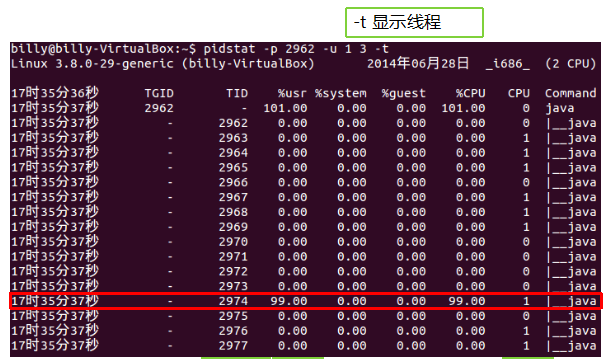 -t 显示线程
billy@billy-VirtualBox:~$ pidstat -p 2962 -u 1 3 -t
Linux 3.8.0-29-generic (billy-VirtualBox) 2014年06月28日 _i686_ (2 CPU)
17时35分36秒 TGID TID %usr %system %guest %CPU CPU Command
17时35分37秒 2962 - 101.00 0.00 0.00 101.00 0 java
17时35分37秒 - 2962 0.00 0.00 0.00 0.00 0 |__java
17时35分37秒 - 2963 0.00 0.00 0.00 0.00 1 |__java
17时35分37秒 - 2964 0.00 0.00 0.00 0.00 1 |__java
17时35分37秒 - 2965 0.00 0.00 0.00 0.00 1 |__java
17时35分37秒 - 2966 0.00 0.00 0.00 0.00 0 |__java
17时35分37秒 - 2967 0.00 0.00 0.00 0.00 1 |__java
17时35分37秒 - 2968 0.00 0.00 0.00 0.00 1 |__java
17时35分37秒 - 2969 0.00 0.00 0.00 0.00 1 |__java
17时35分37秒 - 2970 0.00 0.00 0.00 0.00 0 |__java
17时35分37秒 - 2971 0.00 0.00 0.00 0.00 0 |__java
17时35分37秒 - 2972 0.00 0.00 0.00 0.00 0 |__java
17时35分37秒 - 2973 0.00 0.00 0.00 0.00 0 |__java
17时35分37秒 - 2974 99.00 0.00 0.00 99.00 1 |__java
17时35分37秒 - 2975 0.00 0.00 0.00 0.00 0 |__java
17时35分37秒 - 2976 0.00 0.00 0.00 0.00 1 |__java
17时35分37秒 - 2977 0.00 0.00 0.00 0.00 1 |__java